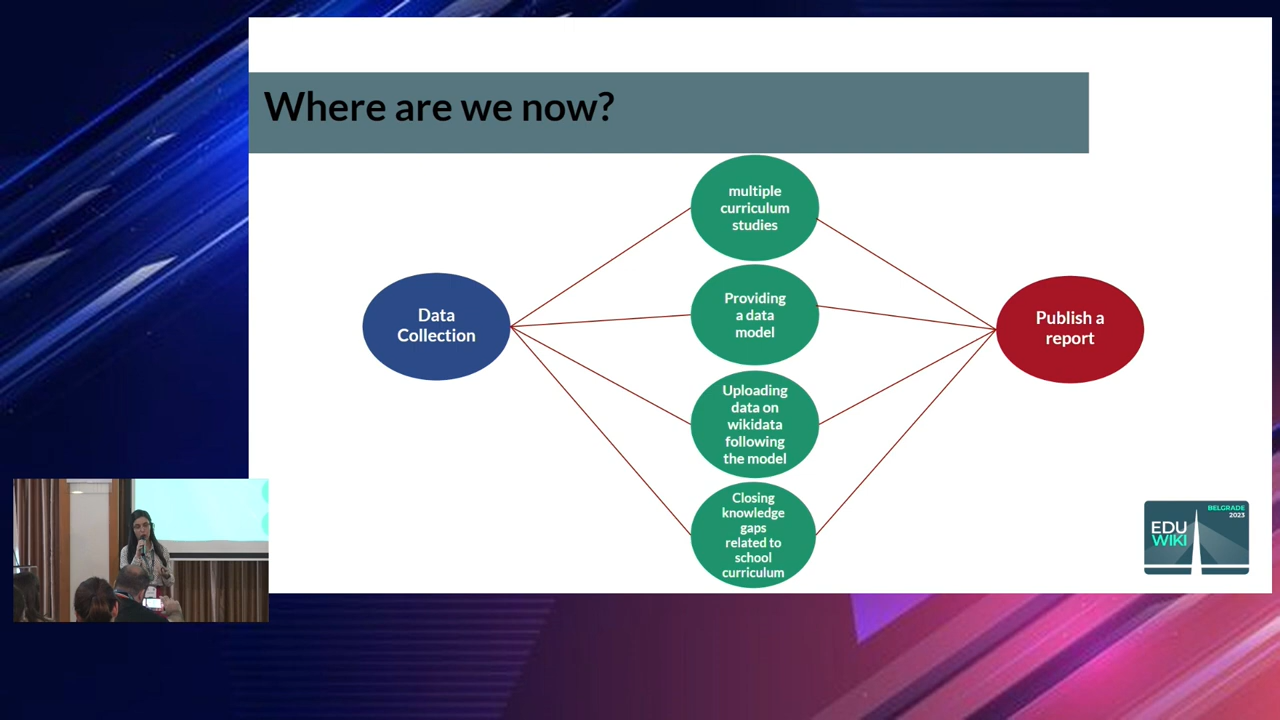 Where are we now?
multiple
curriculum
studies
Providing
a data
model
Data
Collection
Publish a
report
Uploading
data on
wikidata
following
the model
Closing
knowledge
gaps
related to
school
curriculum
BELGRADE
2023
EDU
WIKI